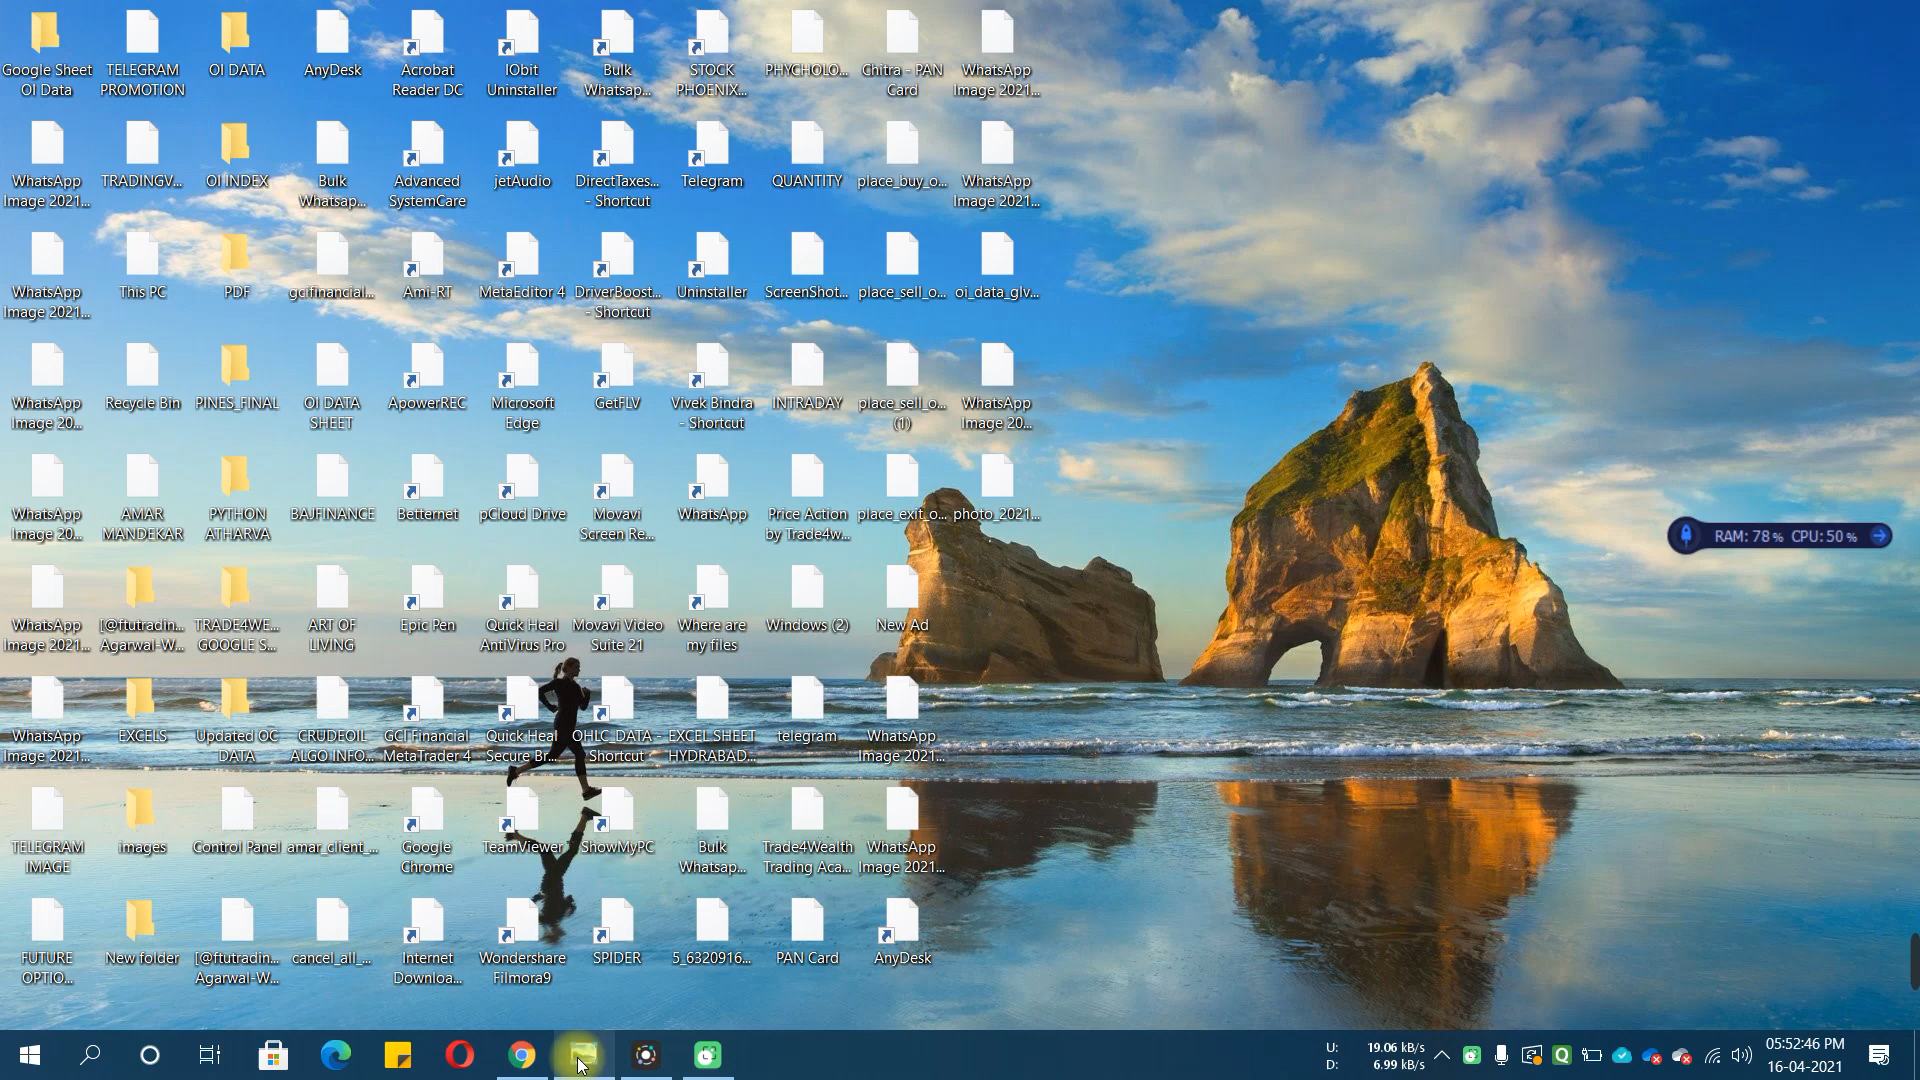 Google Sheet
OI Data
TELEGRAM
PROMOTION
OI DATA
AnyDesk
Acrobat
Reader DC
IObit
Uninstaller
Bulk
Whatsap...
STOCK
PHOENIX...
PHYCHOLO...
Chitra - PAN
Card
WhatsApp
Image 2021...
WhatsApp
Image 2021...
TRADINGV...
OI INDEX
Bulk
Whatsap...
Advanced
SystemCare
jetAudio
DirectTaxes...
- Shortcut
Telegram
QUANTITY
place_buy_o...
WhatsApp
Image 2021...
WhatsApp
Image 2021...
This PC
PDF
gcifinancial...
Ami-RT
MetaEditor 4
DriverBoost...
- Shortcut
Uninstaller
ScreenShot...
place_sell_o...
oi_data_glv...
WhatsApp
Image 20...
Recycle Bin
PINES_FINAL
OI DATA
SHEET
ApowerREC
Microsoft
Edge
GetFLV
Vivek Bindra
- Shortcut
INTRADAY
place_sell_o...
(1)
WhatsApp
Image 20...
WhatsApp
Image 20...
AMAR
MANDEKAR
PYTHON
ATHARVA
BAJFINANCE
Betternet
pCloud Drive
Movavi
Screen Re...
WhatsApp
Price Action
by Trade4w...
place_exit_o...
photo_2021...
RAM: 78% CPU: 50%
WhatsApp
Image 2021...
[@ftutradin...
Agarwal-W...
TRADE4WE...
GOOGLE S...
ART OF
LIVING
Epic Pen
Quick Heal
AntiVirus Pro
Movavi Video
Suite 21
Where are
my files
Windows (2)
New Ad
WhatsApp
Image 2021...
EXCELS
Updated OC
DATA
CRUDEOIL
ALGO INFO...
GCI Financial
MetaTrader 4
Quick Heal
Secure Br...
OHLC_DATA -
Shortcut
EXCEL SHEET
HYDRABAD...
telegram
WhatsApp
Image 2021...
TELEGRAM
IMAGE
images
Control Panel
amar_client_...
Google
Chrome
TeamViewer
ShowMyPC
Bulk
Whatsap...
Trade4Wealth
Trading Aca...
WhatsApp
Image 2021...
FUTURE
OPTIO...
New folder
[@ftutradin...
Agarwal-W...
cancel_all_...
Internet
Downloa...
Wondershare
Filmora9
SPIDER
5_6320916...
PAN Card
AnyDesk
U: 19.06 kB/s
D: 6.99 kB/s
05:52:46 PM
16-04-2021